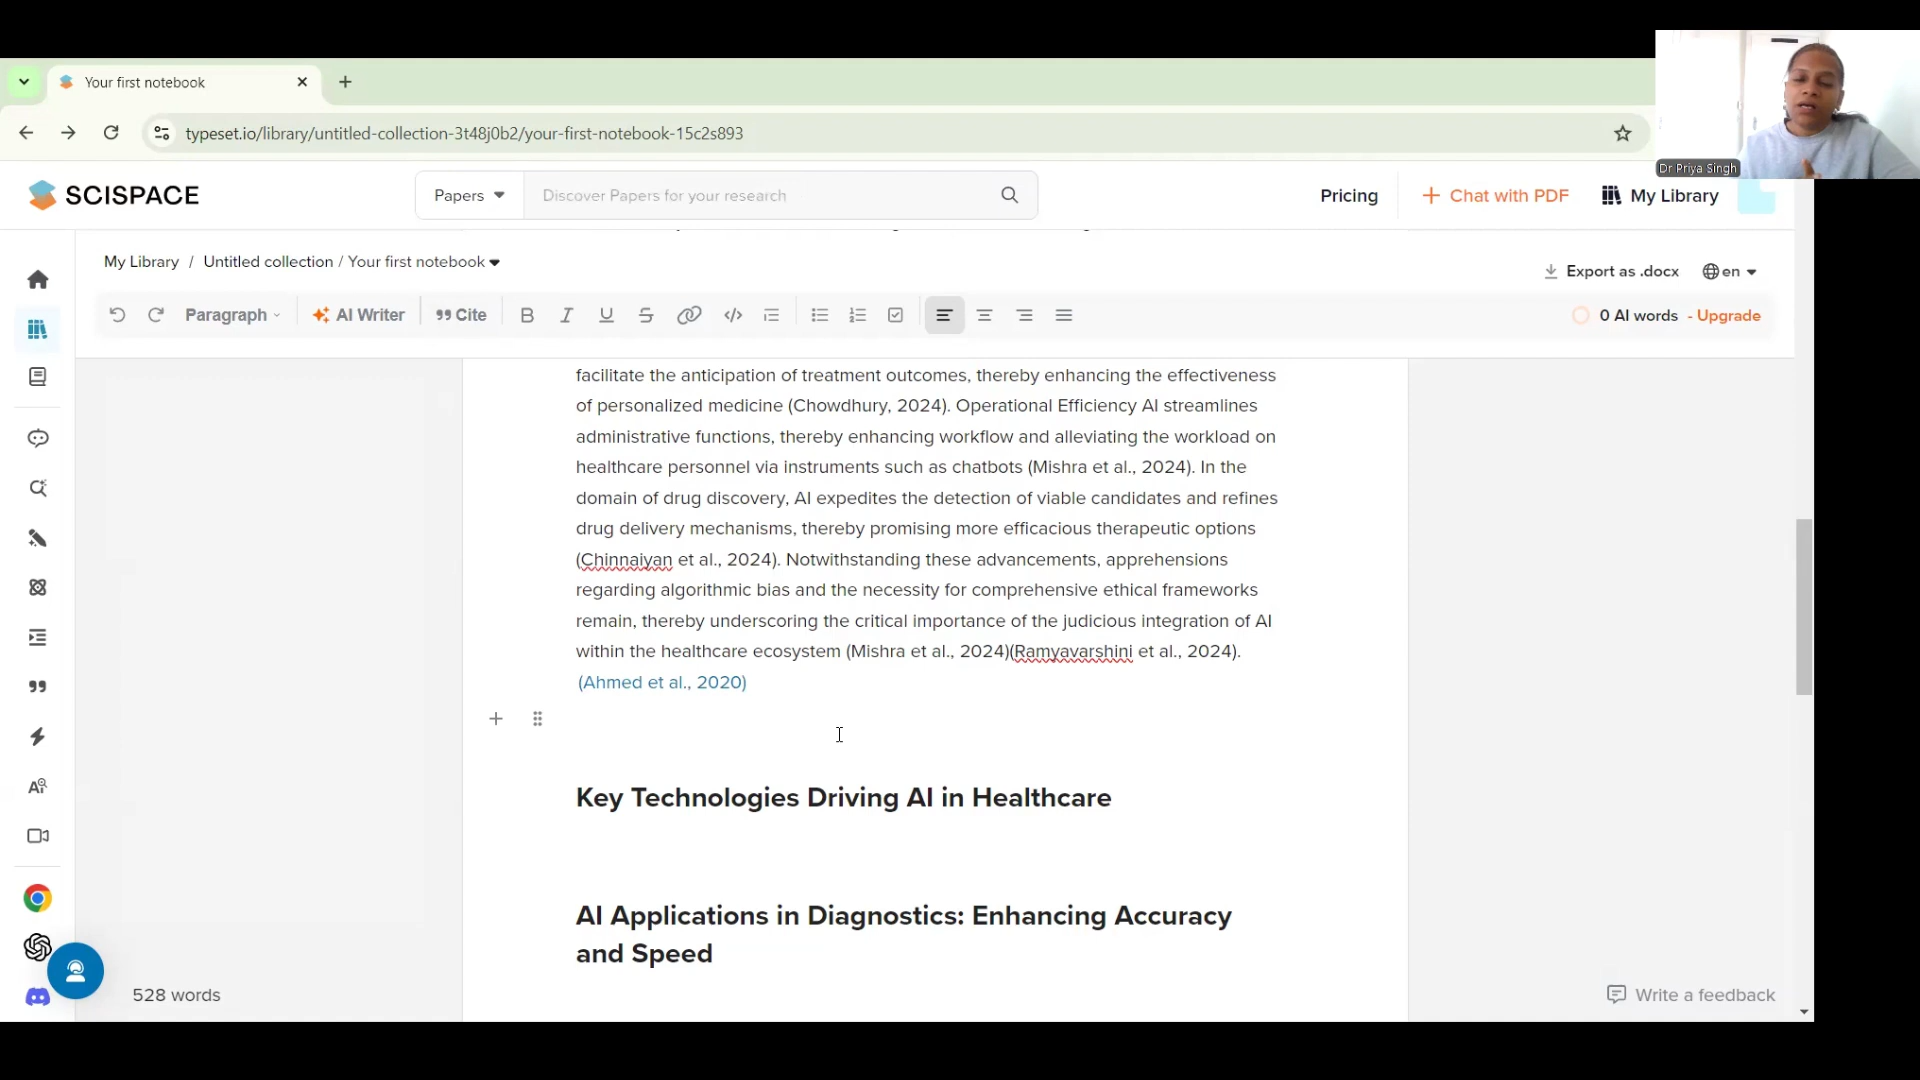 Your first notebook
typeset.io/library/untitled-collection-3t48j0b2/your-first-notebook-15c2s893
Dr Priya Singh
SCISPACE
Papers
Discover Papers for your research
Pricing
Chat with PDF
My Library
My Library / Untitled collection / Your first notebook
Export as .docx
en
Paragraph
AI Writer
Cite
B I U S
0 AI words - Upgrade
facilitate the anticipation of treatment outcomes, thereby enhancing the effectiveness
of personalized medicine (Chowdhury, 2024). Operational Efficiency AI streamlines
administrative functions, thereby enhancing workflow and alleviating the workload on
healthcare personnel via instruments such as chatbots (Mishra et al., 2024). In the
domain of drug discovery, AI expedites the detection of viable candidates and refines
drug delivery mechanisms, thereby promising more efficacious therapeutic options
(Chinnaiyan et al., 2024). Notwithstanding these advancements, apprehensions
regarding algorithmic bias and the necessity for comprehensive ethical frameworks
remain, thereby underscoring the critical importance of the judicious integration of AI
within the healthcare ecosystem (Mishra et al., 2024)(Ramyavarshini et al., 2024).
(Ahmed et al., 2020)
Key Technologies Driving AI in Healthcare
AI Applications in Diagnostics: Enhancing Accuracy
and Speed
528 words
Write a feedback